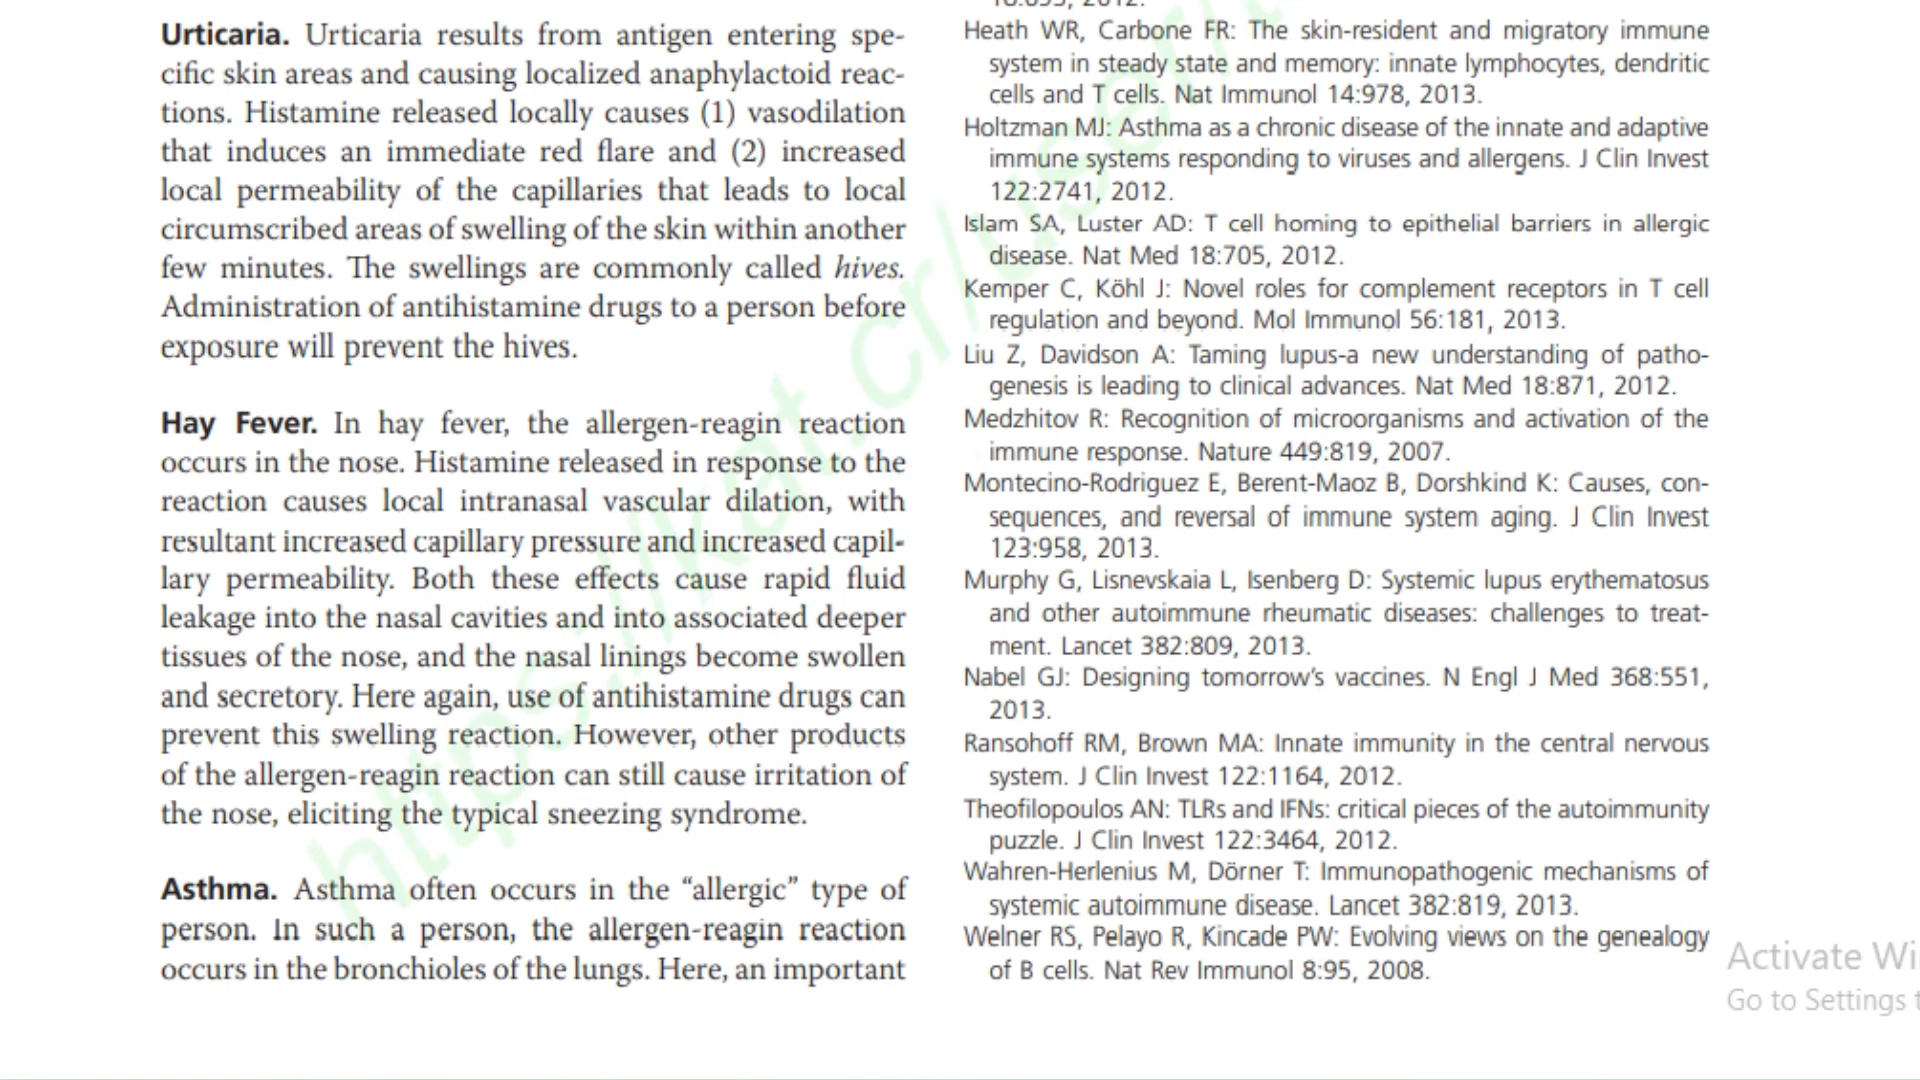 Urticaria. Urticaria results from antigen entering spe-
cific skin areas and causing localized anaphylactoid reac-
tions. Histamine released locally causes (1) vasodilation
that induces an immediate red flare and (2) increased
local permeability of the capillaries that leads to local
circumscribed areas of swelling of the skin within another
few minutes. The swellings are commonly called hives.
Administration of antihistamine drugs to a person before
exposure will prevent the hives.
Hay Fever. In hay fever, the allergen-reagin reaction
occurs in the nose. Histamine released in response to the
reaction causes local intranasal vascular dilation, with
resultant increased capillary pressure and increased capil-
lary permeability. Both these effects cause rapid fluid
leakage into the nasal cavities and into associated deeper
tissues of the nose, and the nasal linings become swollen
and secretory. Here again, use of antihistamine drugs can
prevent this swelling reaction. However, other products
of the allergen-reagin reaction can still cause irritation of
the nose, eliciting the typical sneezing syndrome.
Asthma. Asthma often occurs in the “allergic” type of
person. In such a person, the allergen-reagin reaction
occurs in the bronchioles of the lungs. Here, an important
Heath WR, Carbone FR: The skin-resident and migratory immune
system in steady state and memory: innate lymphocytes, dendritic
cells and T cells. Nat Immunol 14:978, 2013.
Holtzman MJ: Asthma as a chronic disease of the innate and adaptive
immune systems responding to viruses and allergens. J Clin Invest
122:2741, 2012.
Islam SA, Luster AD: T cell homing to epithelial barriers in allergic
disease. Nat Med 18:705, 2012.
Kemper C, Köhl J: Novel roles for complement receptors in T cell
regulation and beyond. Mol Immunol 56:181, 2013.
Liu Z, Davidson A: Taming lupus-a new understanding of patho-
genesis is leading to clinical advances. Nat Med 18:871, 2012.
Medzhitov R: Recognition of microorganisms and activation of the
immune response. Nature 449:819, 2007.
Montecino-Rodriguez E, Berent-Maoz B, Dorshkind K: Causes, con-
sequences, and reversal of immune system aging. J Clin Invest
123:958, 2013.
Murphy G, Lisnevskaia L, Isenberg D: Systemic lupus erythematosus
and other autoimmune rheumatic diseases: challenges to treat-
ment. Lancet 382:809, 2013.
Nabel GJ: Designing tomorrow’s vaccines. N Engl J Med 368:551,
2013.
Ransohoff RM, Brown MA: Innate immunity in the central nervous
system. J Clin Invest 122:1164, 2012.
Theofilopoulos AN: TLRs and IFNs: critical pieces of the autoimmunity
puzzle. J Clin Invest 122:3464, 2012.
Wahren-Herlenius M, Dörner T: Immunopathogenic mechanisms of
systemic autoimmune disease. Lancet 382:819, 2013.
Welner RS, Pelayo R, Kincade PW: Evolving views on the genealogy
of B cells. Nat Rev Immunol 8:95, 2008.
https://kat.cr/user/
Activate Wi
Go to Settings t